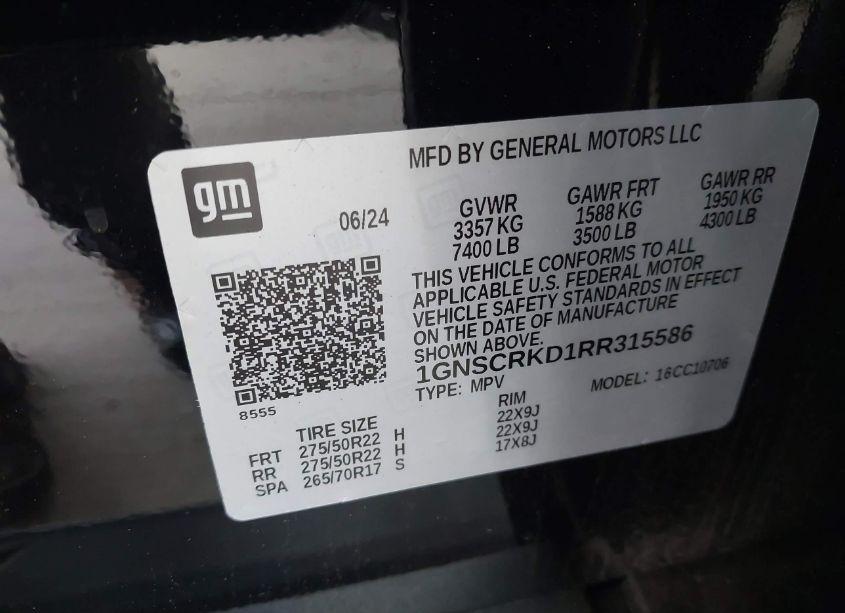 MFD BY GENERAL MOTORS LLC
gm
06/24
GVWR GAWR FRT GAWR RR
3357 KG 1588 KG 1950 KG
7400 LB 3500 LB 4300 LB
THIS VEHICLE CONFORMS TO ALL
APPLICABLE U.S. FEDERAL MOTOR
VEHICLE SAFETY STANDARDS IN EFFECT
ON THE DATE OF MANUFACTURE
SHOWN ABOVE.
1GNSCRKD1RR315586
TYPE: MPV MODEL: 16CC10706
8555
TIRE SIZE RIM
FRT 275/50R22 H 22X9J
RR 275/50R22 H 22X9J
SPA 265/70R17 S 17X8J